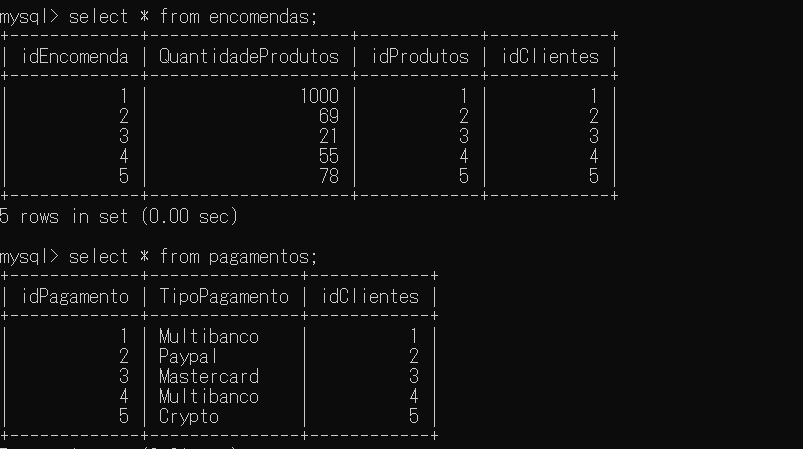 mysql> select * from encomendas;
+-------------+--------------------+------------+------------+
| idEncomenda | QuantidadeProdutos | idProdutos | idClientes |
+-------------+--------------------+------------+------------+
|           1 |               1000 |          1 |          1 |
|           2 |                 69 |          2 |          2 |
|           3 |                 21 |          3 |          3 |
|           4 |                 55 |          4 |          4 |
|           5 |                 78 |          5 |          5 |
+-------------+--------------------+------------+------------+
5 rows in set (0.00 sec)
mysql> select * from pagamentos;
+-------------+---------------+------------+
| idPagamento | TipoPagamento | idClientes |
+-------------+---------------+------------+
|           1 | Multibanco    |          1 |
|           2 | Paypal        |          2 |
|           3 | Mastercard    |          3 |
|           4 | Multibanco    |          4 |
|           5 | Crypto        |          5 |
+-------------+---------------+------------+